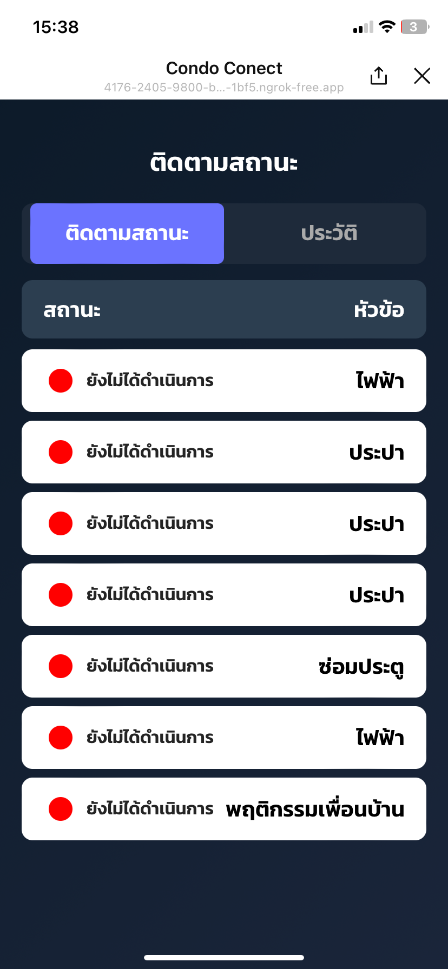 15:38
3
Condo Conect
4176-2405-9800-b...-1bf5.ngrok-free.app
ติดตามสถานะ
ติดตามสถานะ ประวัติ
สถานะ หัวข้อ
ยังไม่ได้ดำเนินการ ไฟฟ้า
ยังไม่ได้ดำเนินการ ประปา
ยังไม่ได้ดำเนินการ ประปา
ยังไม่ได้ดำเนินการ ประปา
ยังไม่ได้ดำเนินการ ซ่อมประตู
ยังไม่ได้ดำเนินการ ไฟฟ้า
ยังไม่ได้ดำเนินการ พฤติกรรมเพื่อนบ้าน